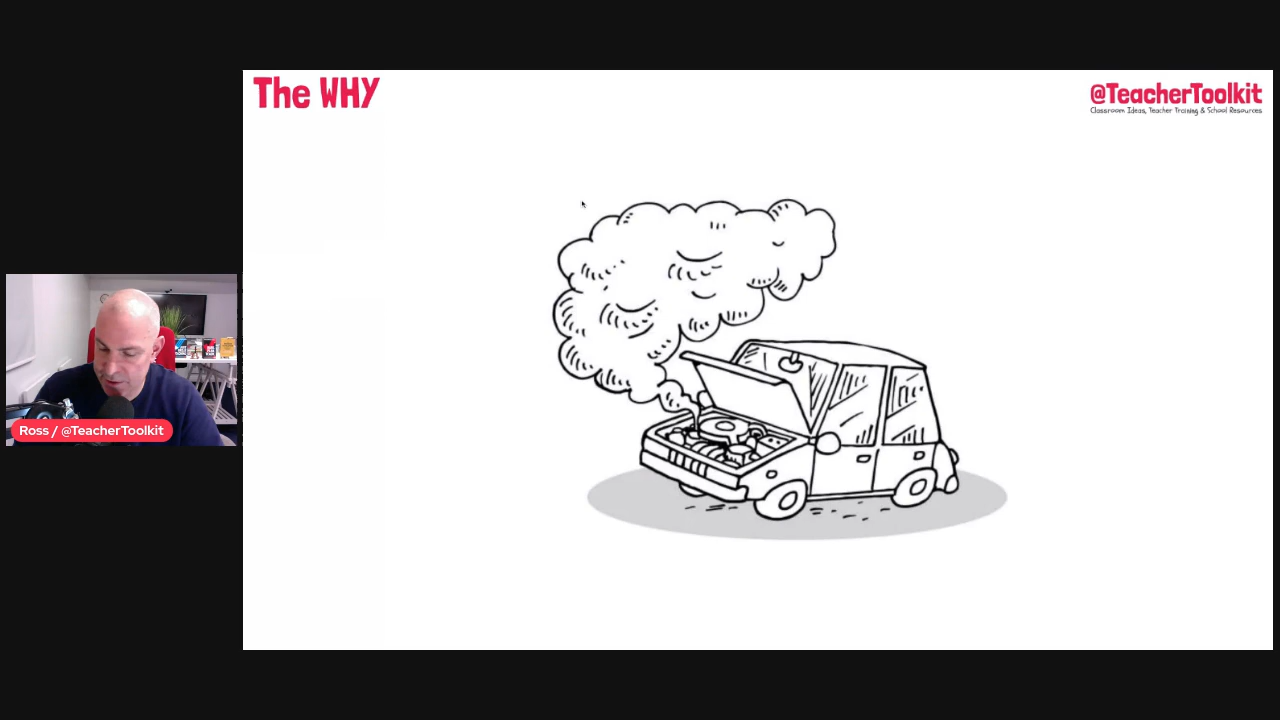 The WHY
@TeacherToolkit
Classroom Ideas, Teacher Training & School Resources
Ross / @TeacherToolkit